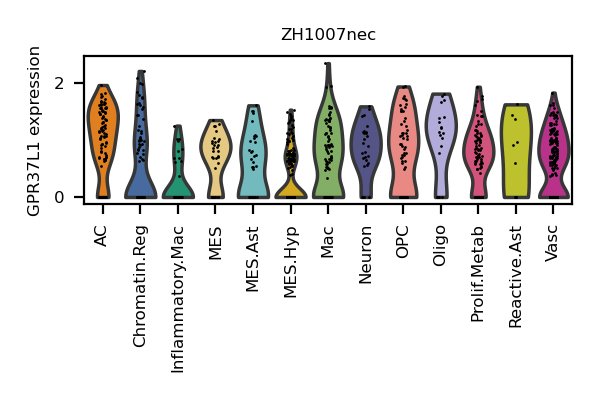 ZH1007nec
GPR37L1 expression
2
0
AC
Chromatin.Reg
Inflammatory.Mac
MES
MES.Ast
MES.Hyp
Mac
Neuron
OPC
Oligo
Prolif.Metab
Reactive.Ast
Vasc